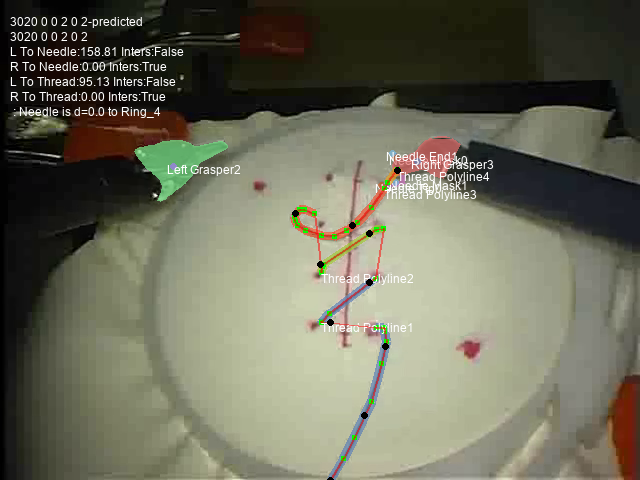 3020 0 0 2 0 2-predicted
3020 0 0 2 0 2
L To Needle:158.81 Inters:False
R To Needle:0.00 Inters:True
L To Thread:95.13 Inters:False
R To Thread:0.00 Inters:True
: Needle is d=0.0 to Ring_4
Needle End1
Right Grasper3
Left Grasper2
Thread Polyline4
Mask1
Thread Polyline3
Thread Polyline2
Thread Polyline1